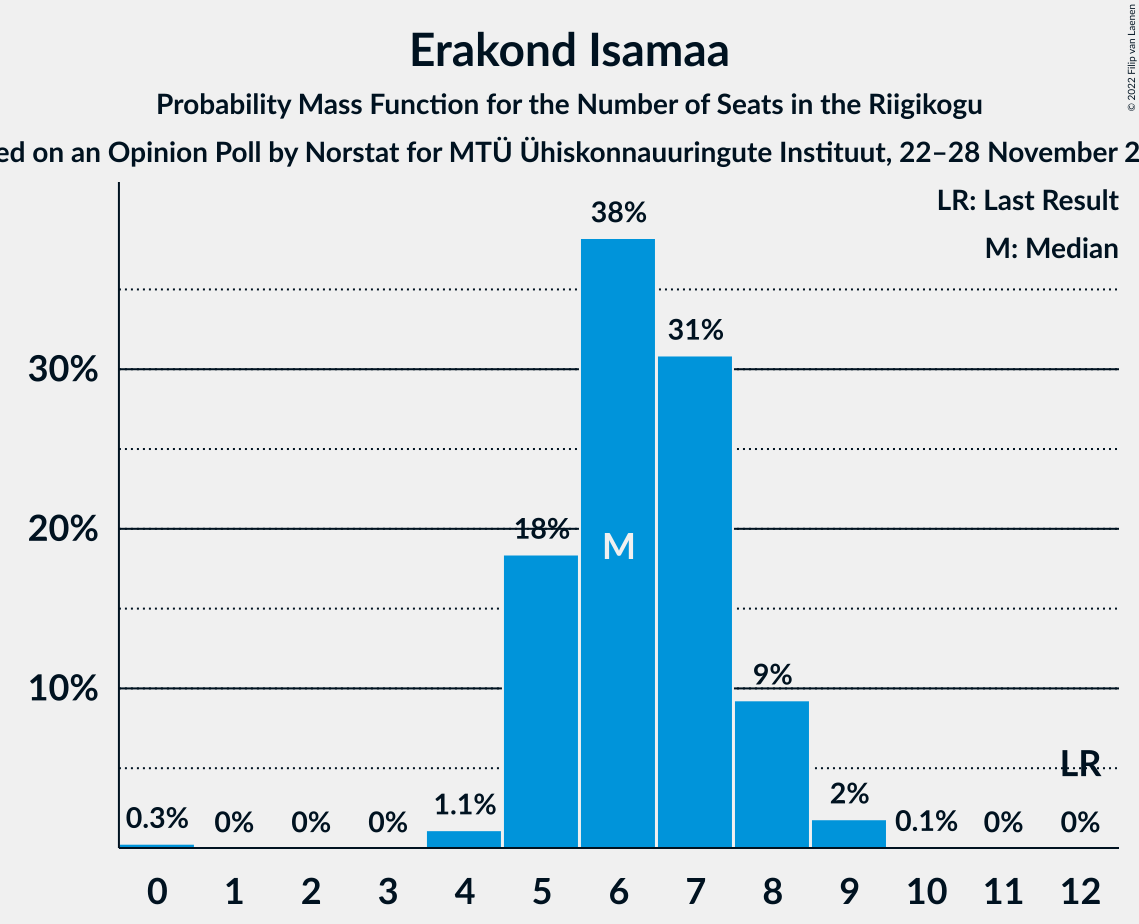 Erakond Isamaa
Probability Mass Function for the Number of Seats in the Riigikogu
ed on an Opinion Poll by Norstat for MTÜ Ühiskonnauuringute Instituut, 22–28 November 2
© 2022 Filip van Laenen
LR: Last Result
M: Median
38%
31%
30%
20%
18%
M
10%
9%
LR
0.3%
0%
0%
0%
1.1%
2%
0.1%
0%
0%
0 1 2 3 4 5 6 7 8 9 10 11 12